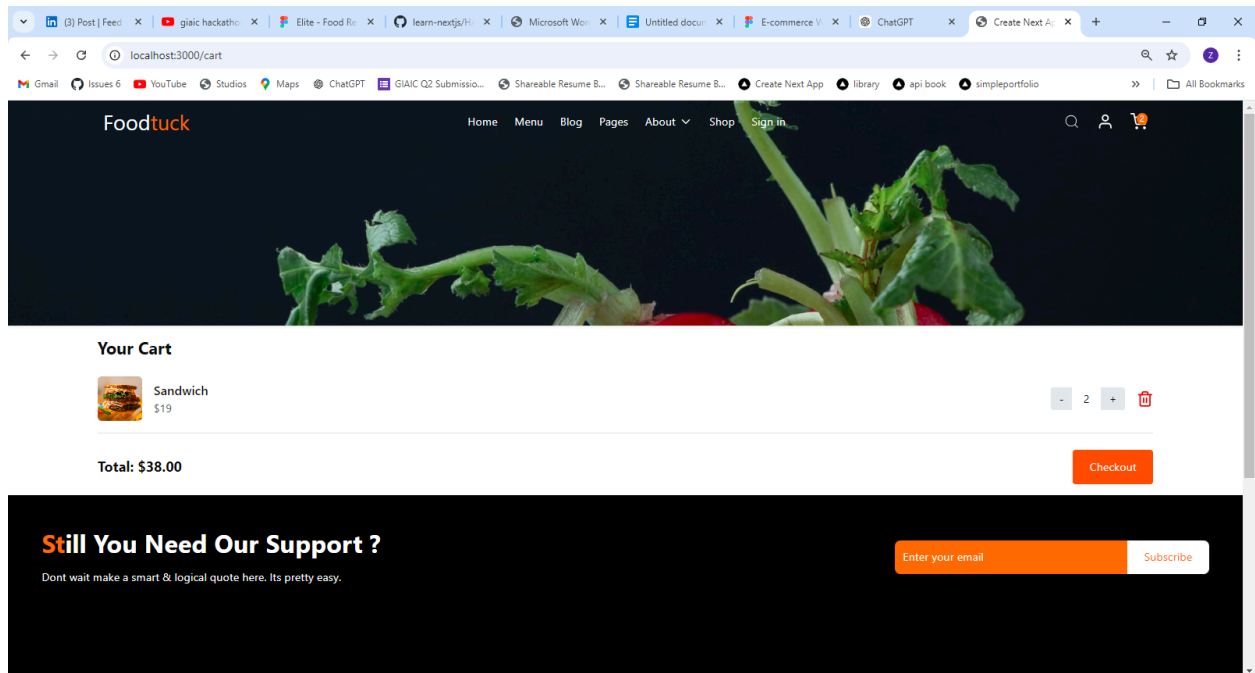 (3) Post | Feed
giaic hackatho
Elite - Food Re
learn-nextjs/H
Microsoft Wor
Untitled docu
E-commerce
ChatGPT
Create Next Ap
localhost:3000/cart
Z
Gmail
Issues 6
YouTube
Studios
Maps
ChatGPT
GIAIC Q2 Submissio...
Shareable Resume B...
Shareable Resume B...
Create Next App
library
api book
simpleportfolio
All Bookmarks
Foodtuck
Home Menu Blog Pages About Shop Sign in
2
Your Cart
Sandwich
$19
- 2 +
Total: $38.00
Checkout
Still You Need Our Support ?
Dont wait make a smart & logical quote here. Its pretty easy.
Enter your email
Subscribe